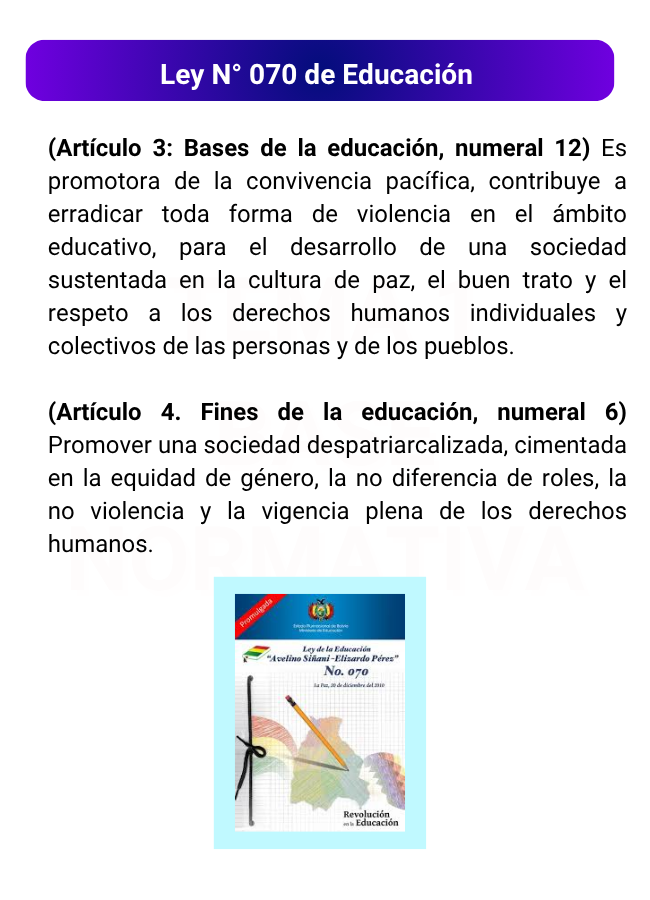 Ley N° 070 de Educación
(Artículo 3: Bases de la educación, numeral 12) Es
promotora de la convivencia pacífica, contribuye a
erradicar toda forma de violencia en el ámbito
educativo, para el desarrollo de una sociedad
sustentada en la cultura de paz, el buen trato y el
respeto a los derechos humanos individuales y
colectivos de las personas y de los pueblos.
(Artículo 4. Fines de la educación, numeral 6)
Promover una sociedad despatriarcalizada, cimentada
en la equidad de género, la no diferencia de roles, la
no violencia y la vigencia plena de los derechos
humanos.
NORMATIVA
Promulgada
Estado Plurinacional de Bolivia
Ministerio de Educación
Ley de la Educación
"Avelino Siñani -Elizardo Pérez"
No. 070
La Paz, 20 de diciembre del 2010
Revolución
en la Educación